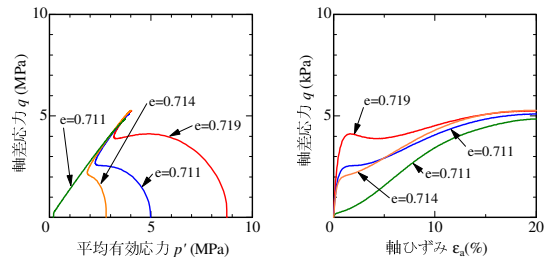 10
5
0
5
10
軸差応力 q (MPa)
平均有効応力 p' (MPa)
e=0.711
e=0.714
e=0.719
e=0.711
10
5
0
10
20
軸差応力 q (kPa)
軸ひずみ εa(%)
e=0.719
e=0.711
e=0.711
e=0.714